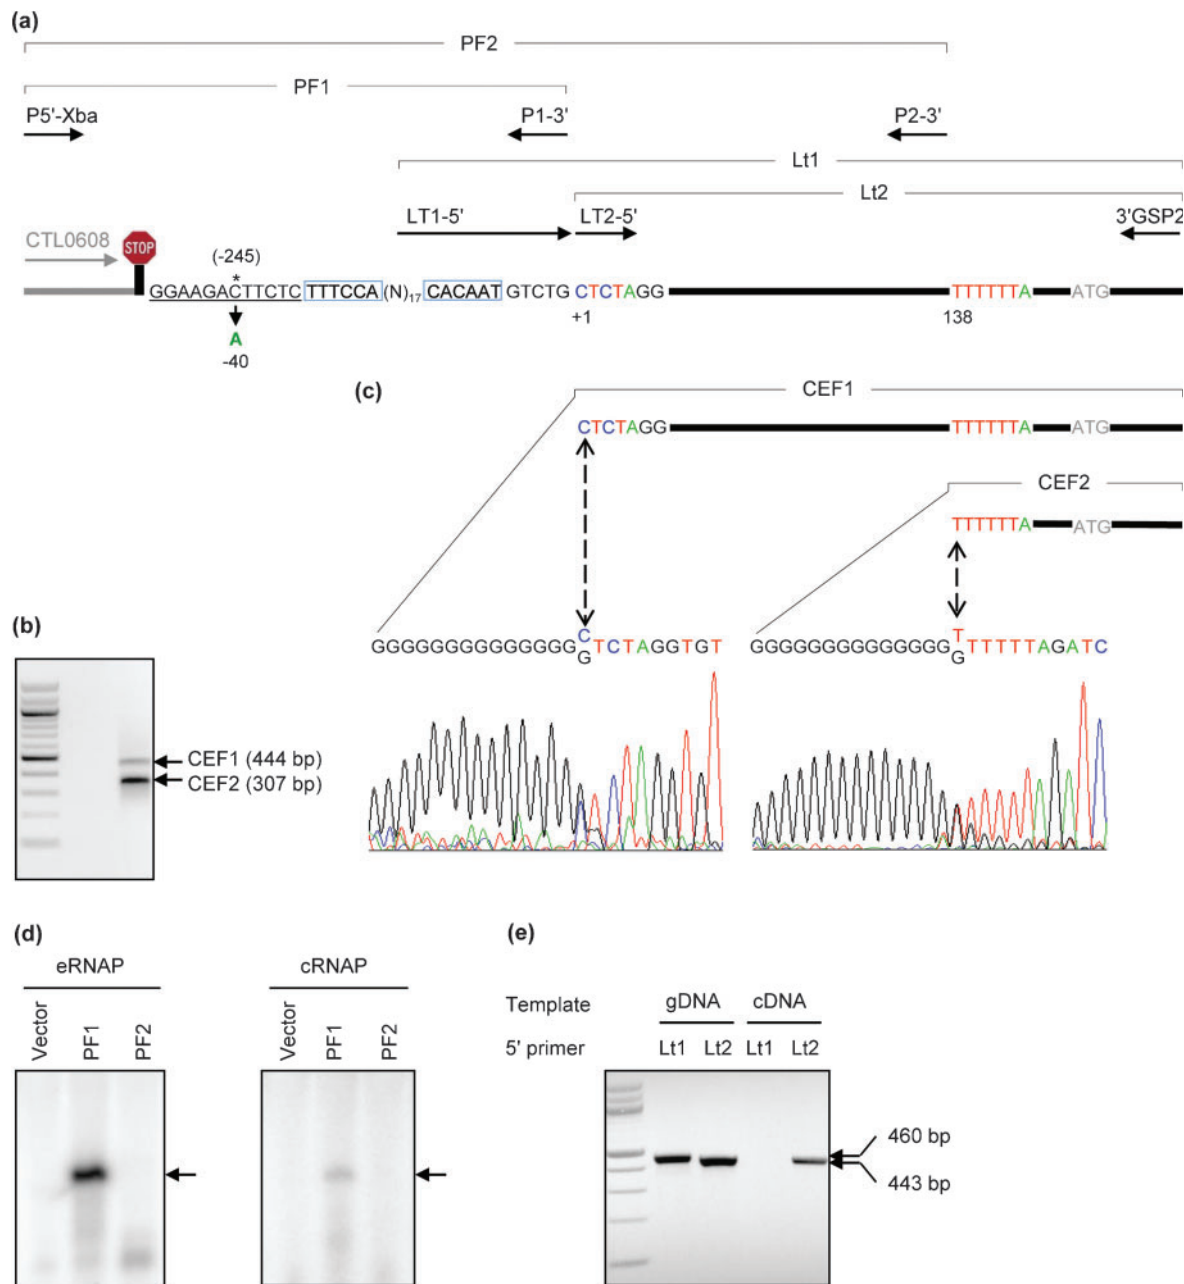 (a)
PF2
PF1
P5'-Xba
P1-3'
P2-3'
Lt1
Lt2
LT1-5'
LT2-5'
3'GSP2
CTL0608
STOP
(-245)
*
GGAAGACTTCTC TTTCCA (N)17 CACAAT GTCTG CTCTAGG TTTTTTA ATG
+1
138
A
-40
(c)
CEF1
CTCTAGG TTTTTTA ATG
CEF2
TTTTTTA ATG
(b)
CEF1 (444 bp)
CEF2 (307 bp)
GGGGGGGGGGGGGGG C TCTAGGTGT
G
GGGGGGGGGGGGGGG T TTTTTAGATC
G
(d)
eRNAP
cRNAP
Vector
PF1
PF2
Vector
PF1
PF2
(e)
Template
gDNA
cDNA
5' primer
Lt1
Lt2
Lt1
Lt2
460 bp
443 bp